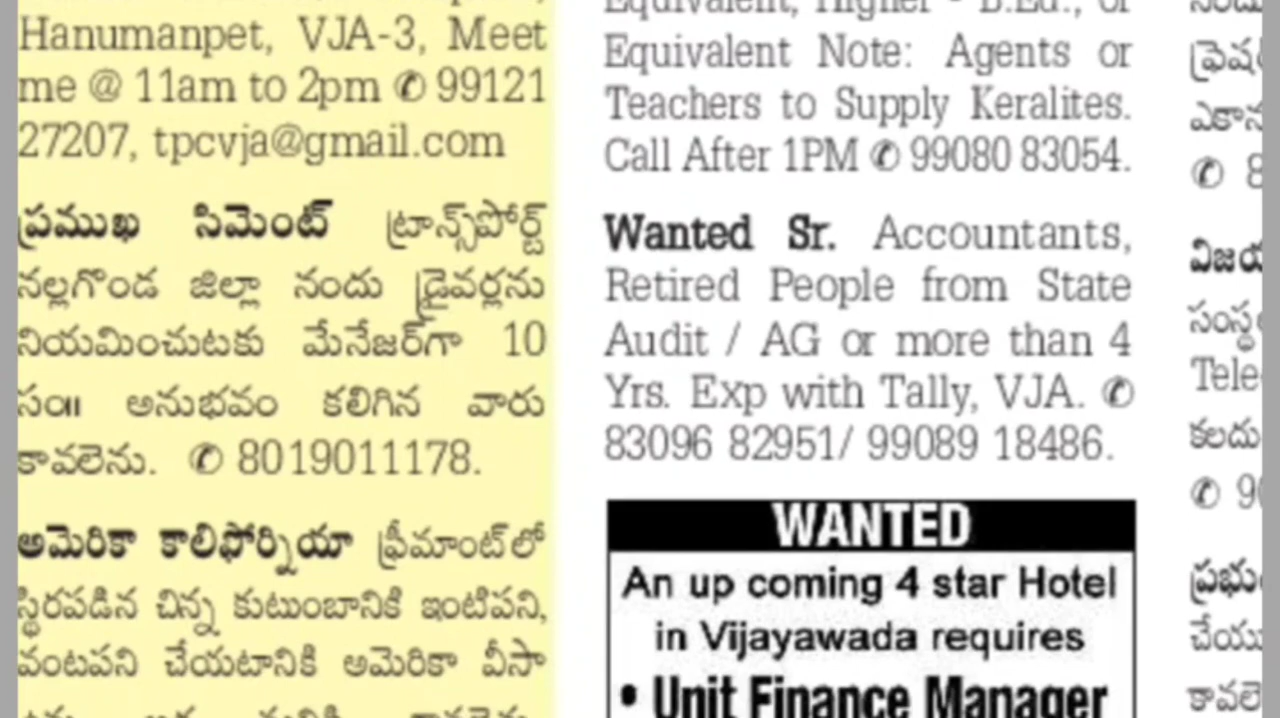 Hanumanpet, VJA-3, Meet
me @ 11am to 2pm ✆ 99121
27207, tpcvja@gmail.com
ప్రముఖ సిమెంట్ ట్రాన్స్‌పోర్ట్
నల్లగొండ జిల్లా నందు డ్రైవర్లను
నియమించుటకు మేనేజర్‌గా 10
సం॥ అనుభవం కలిగిన వారు
కావలెను. ✆ 8019011178.
అమెరికా కాలిఫోర్నియా ఫ్రీమాంట్‌లో
స్థిరపడిన చిన్న కుటుంబానికి ఇంటిపని,
వంటపని చేయటానికి అమెరికా వీసా
Equivalent, Higher - B.Ed., or
Equivalent Note: Agents or
Teachers to Supply Keralites.
Call After 1PM ✆ 99080 83054.
Wanted Sr. Accountants,
Retired People from State
Audit / AG or more than 4
Yrs. Exp with Tally, VJA. ✆
83096 82951/ 99089 18486.
WANTED
An up coming 4 star Hotel
in Vijayawada requires
• Unit Finance Manager